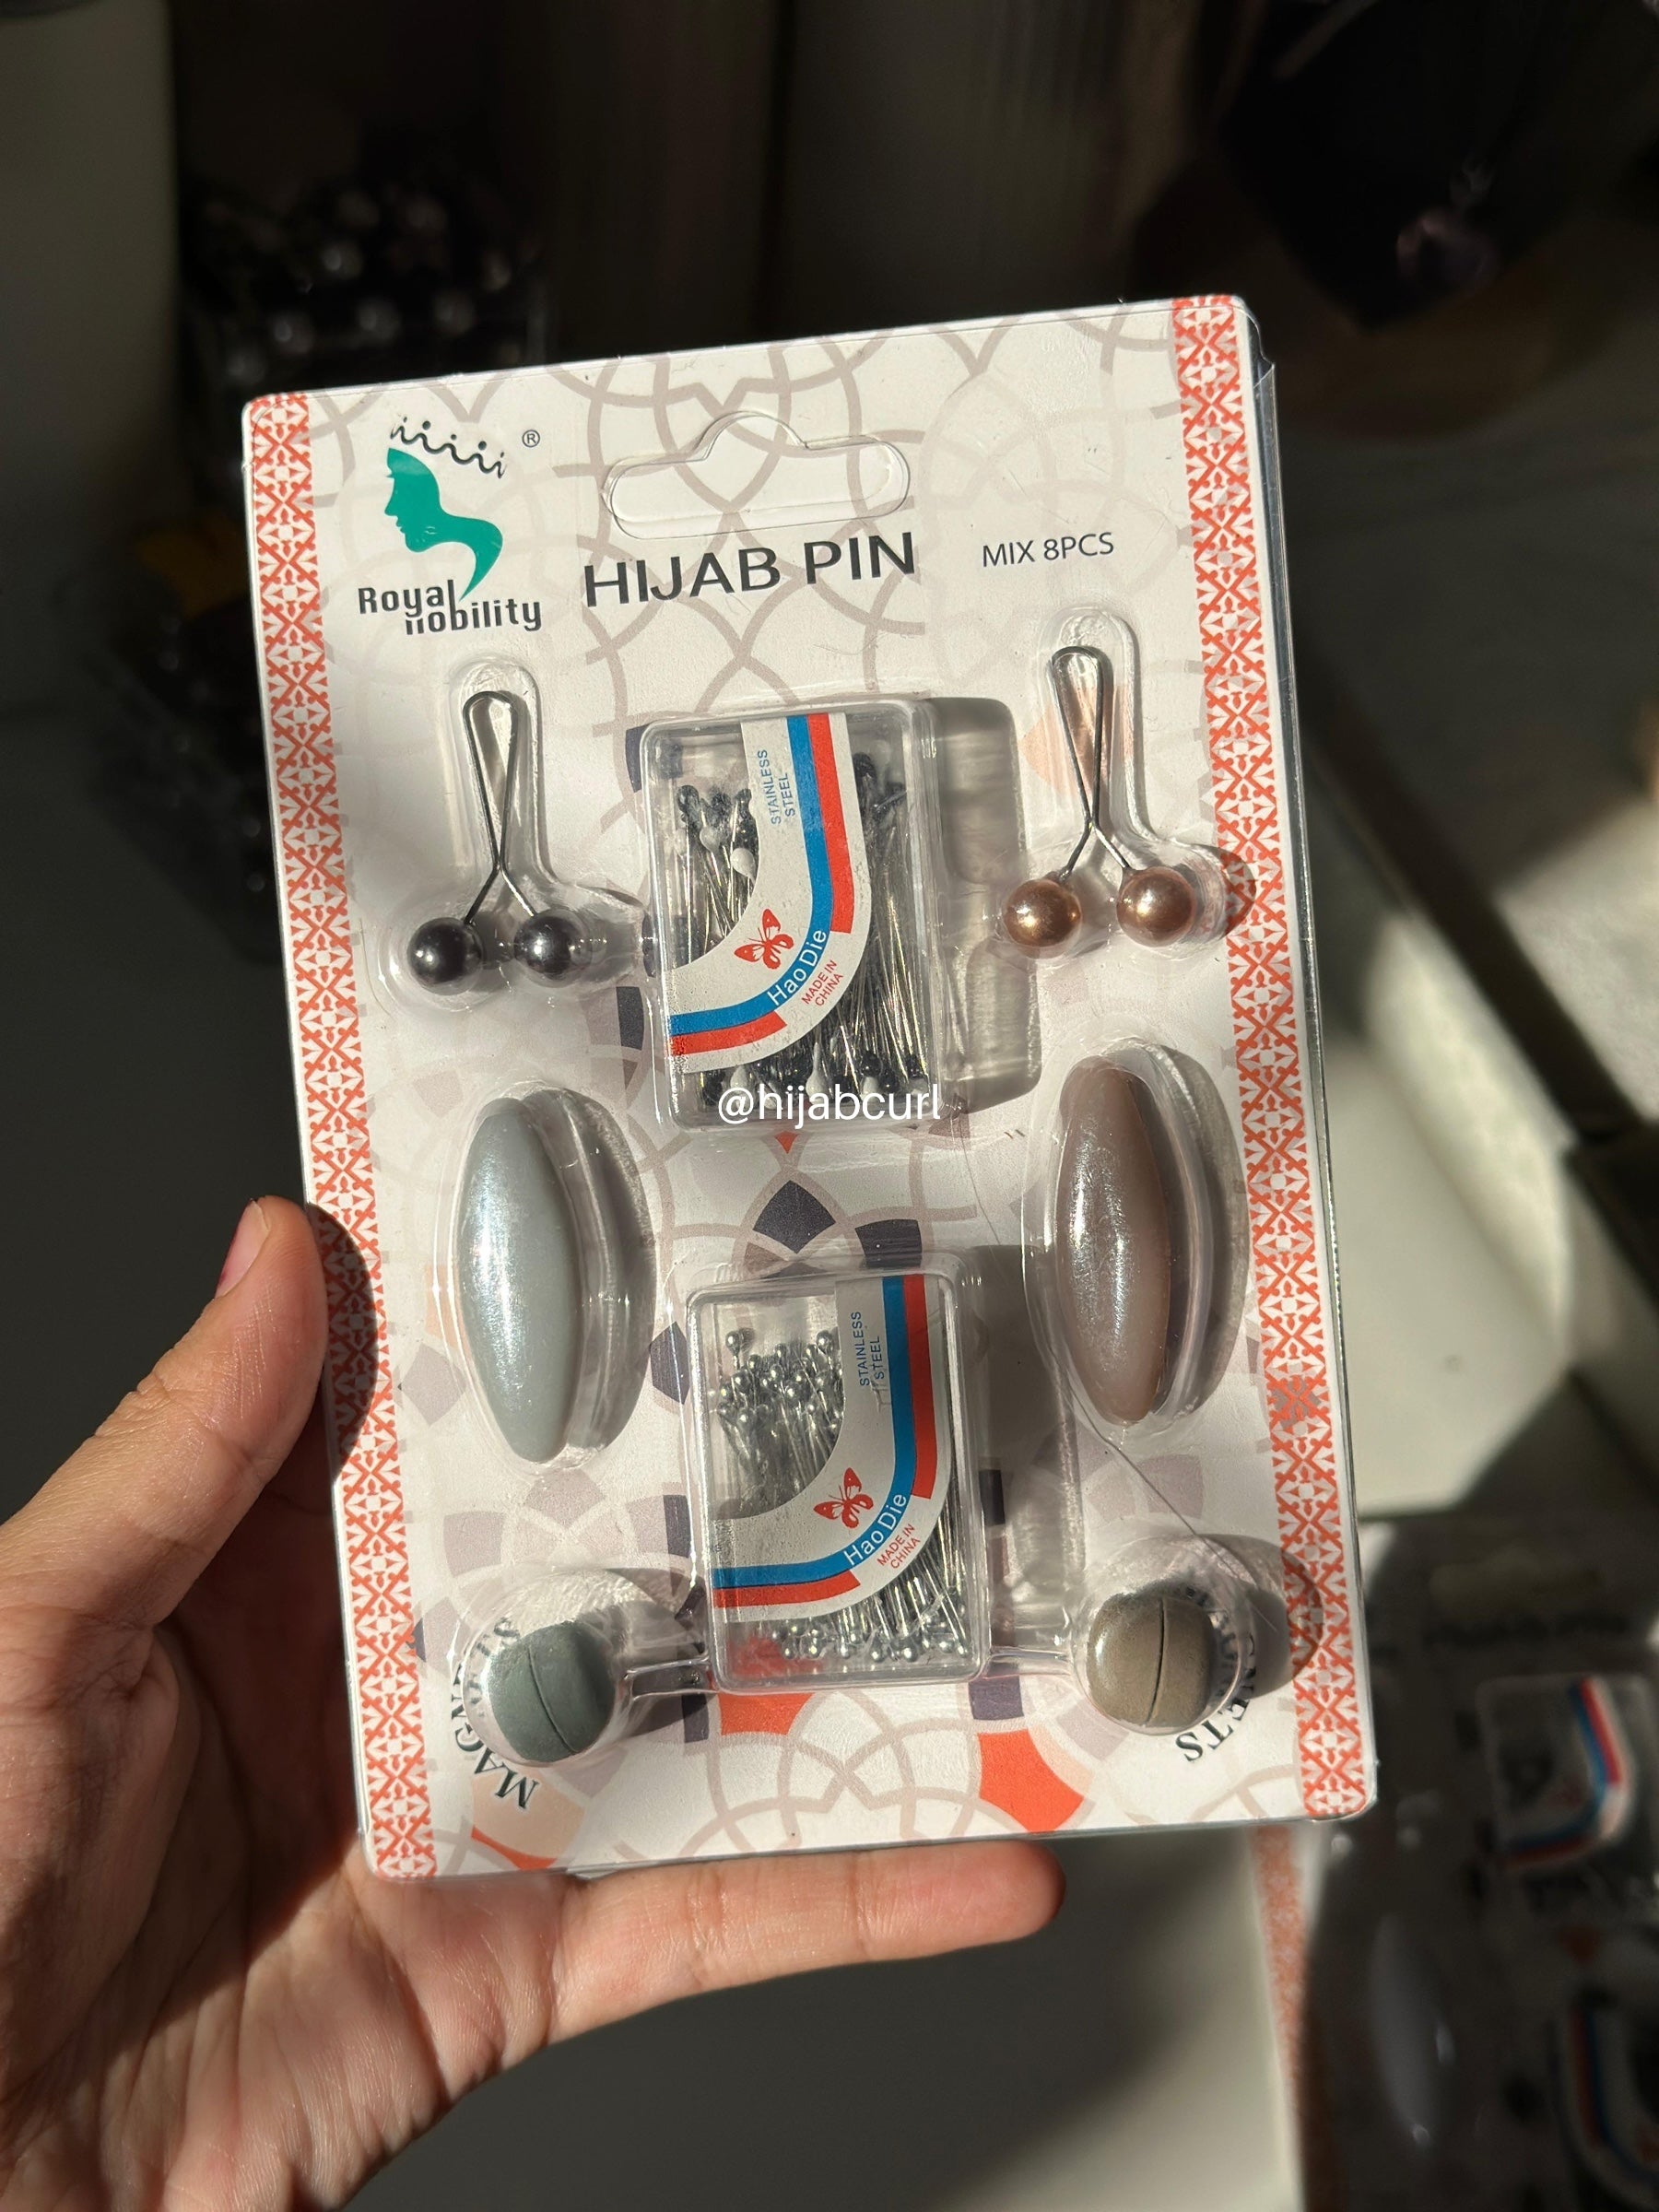 ®
Royal
nobility
HIJAB PIN
MIX 8PCS
STAINLESS
STEEL
Hao Die
MADE IN
CHINA
@hijabcurl
STAINLESS
STEEL
Hao Die
MADE IN
CHINA